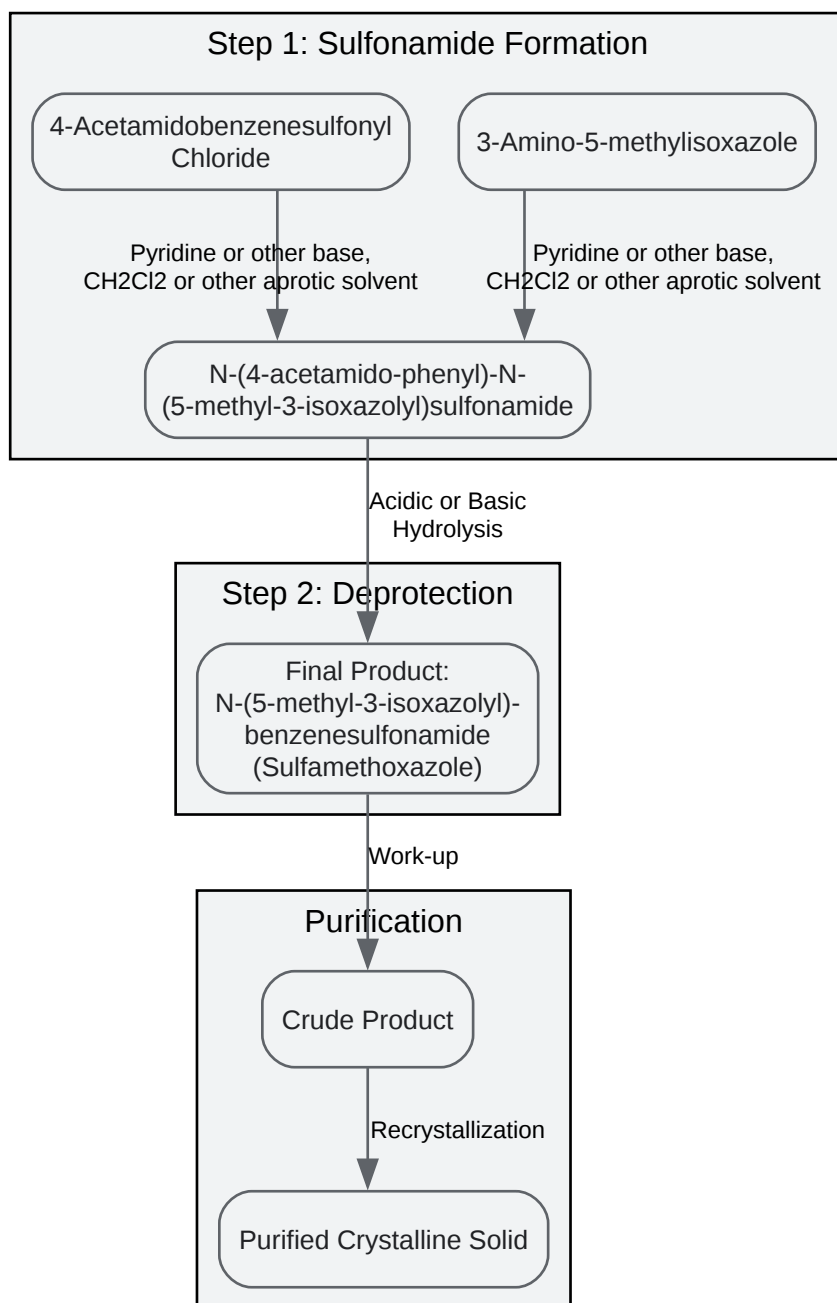 Step 1: Sulfonamide Formation
4-Acetamidobenzenesulfonyl
Chloride
3-Amino-5-methylisoxazole
Pyridine or other base,
CH2Cl2 or other aprotic solvent
Pyridine or other base,
CH2Cl2 or other aprotic solvent
N-(4-acetamido-phenyl)-N-
(5-methyl-3-isoxazolyl)sulfonamide
Acidic or Basic
Hydrolysis
Step 2: Deprotection
Final Product:
N-(5-methyl-3-isoxazolyl)-
benzenesulfonamide
(Sulfamethoxazole)
Work-up
Purification
Crude Product
Recrystallization
Purified Crystalline Solid